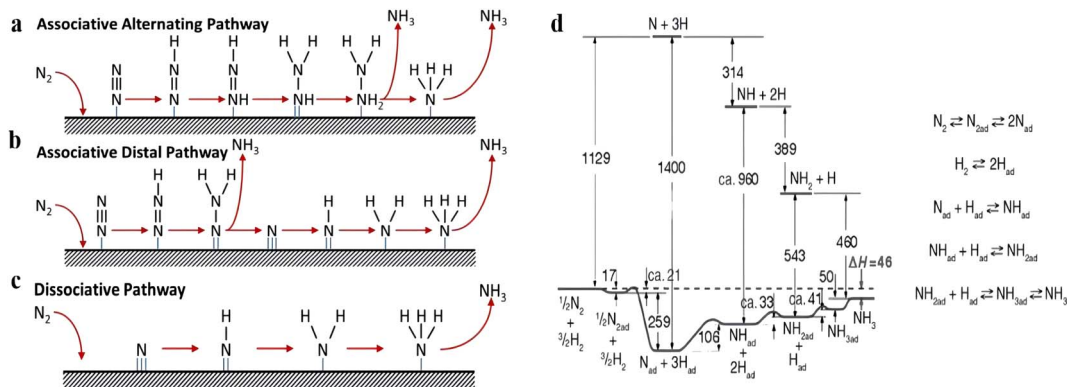 a Associative Alternating Pathway
NH₃ NH₃
H H H H H H
N₂ N N N N N H H H
N N NH NH NH₂ N
b Associative Distal Pathway
NH₃ NH₃
H H H
N₂ N N N H H H H H H
N N N N N N N
c Dissociative Pathway
NH₃
N₂ H H H H H H
N N N N
d
N + 3H
314
NH + 2H
389
1129
1400
ca. 960
NH₂ + H
543
460
ΔH = 46
17
ca. 21
50
ca. 33
ca. 41
259
106
½N₂
+
³⁄₂H₂
½N₂ad
+
³⁄₂H₂
Nad + 3Had
NHad
+
2Had
NH₂ad
+
Had
NH₃ad
NH₃
N₂ ⇄ N₂ad ⇄ 2Nad
H₂ ⇄ 2Had
Nad + Had ⇄ NHad
NHad + Had ⇄ NH₂ad
NH₂ad + Had ⇄ NH₃ad ⇄ NH₃